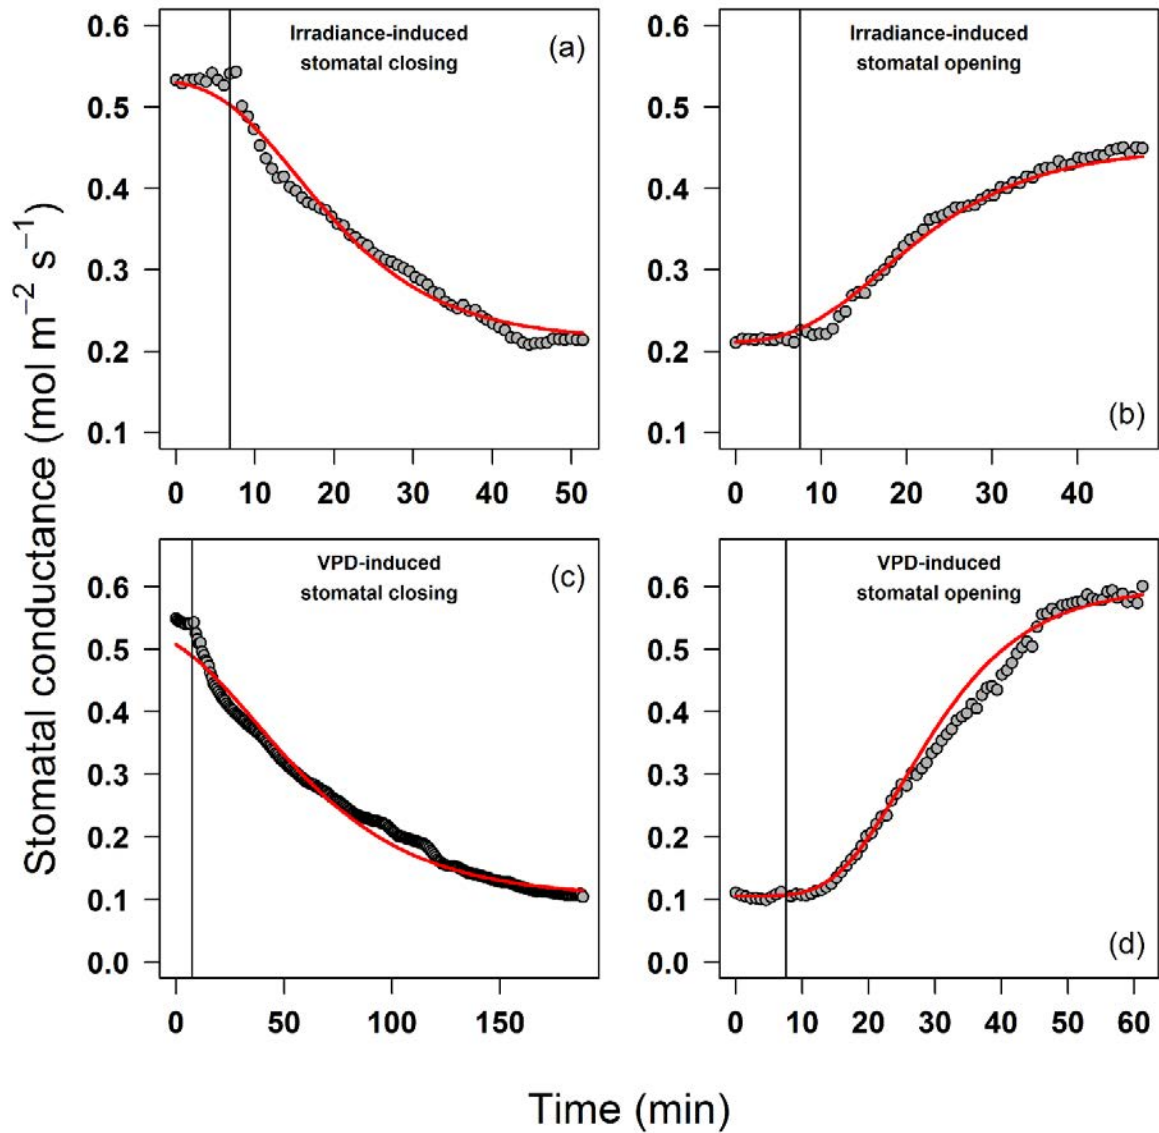 Stomatal conductance (mol m−2 s−1)
0.6
0.5
0.4
0.3
0.2
0.1
Irradiance-induced
stomatal closing
(a)
0 10 20 30 40 50
0.6
0.5
0.4
0.3
0.2
0.1
Irradiance-induced
stomatal opening
(b)
0 10 20 30 40
0.6
0.5
0.4
0.3
0.2
0.1
0.0
VPD-induced
stomatal closing
(c)
0 50 100 150
0.6
0.5
0.4
0.3
0.2
0.1
0.0
VPD-induced
stomatal opening
(d)
0 10 20 30 40 50 60
Time (min)